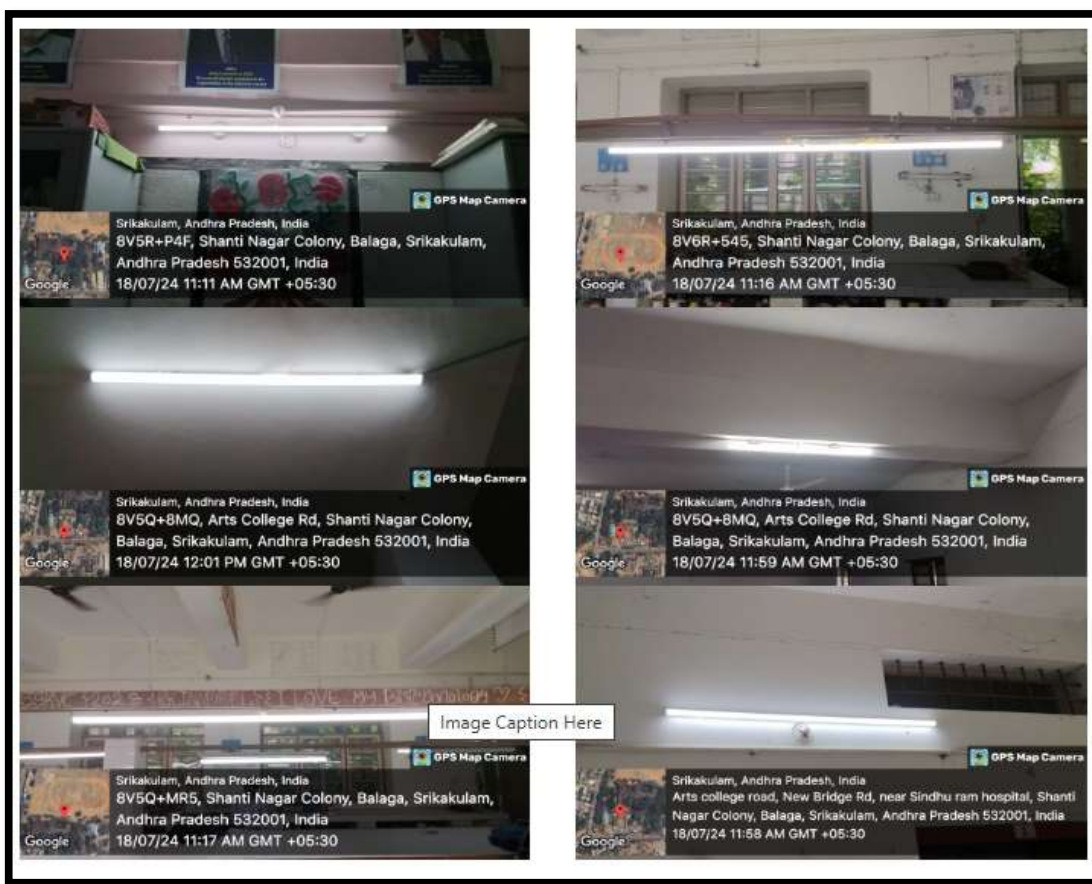 GPS Map Camera
Srikakulam, Andhra Pradesh, India
8V5R+P4F, Shanti Nagar Colony, Balaga, Srikakulam,
Andhra Pradesh 532001, India
18/07/24 11:11 AM GMT +05:30
Google
GPS Map Camera
Srikakulam, Andhra Pradesh, India
8V6R+545, Shanti Nagar Colony, Balaga, Srikakulam,
Andhra Pradesh 532001, India
18/07/24 11:16 AM GMT +05:30
Google
GPS Map Camera
Srikakulam, Andhra Pradesh, India
8V5Q+8MQ, Arts College Rd, Shanti Nagar Colony,
Balaga, Srikakulam, Andhra Pradesh 532001, India
18/07/24 12:01 PM GMT +05:30
Google
GPS Map Camera
Srikakulam, Andhra Pradesh, India
8V5Q+8MQ, Arts College Rd, Shanti Nagar Colony,
Balaga, Srikakulam, Andhra Pradesh 532001, India
18/07/24 11:59 AM GMT +05:30
Google
Image Caption Here
GPS Map Camera
Srikakulam, Andhra Pradesh, India
8V5Q+MR5, Shanti Nagar Colony, Balaga, Srikakulam,
Andhra Pradesh 532001, India
18/07/24 11:17 AM GMT +05:30
Google
GPS Map Camera
Srikakulam, Andhra Pradesh, India
Arts college road, New Bridge Rd, near Sindhu ram hospital, Shanti
Nagar Colony, Balaga, Srikakulam, Andhra Pradesh 532001, India
18/07/24 11:58 AM GMT +05:30
Google